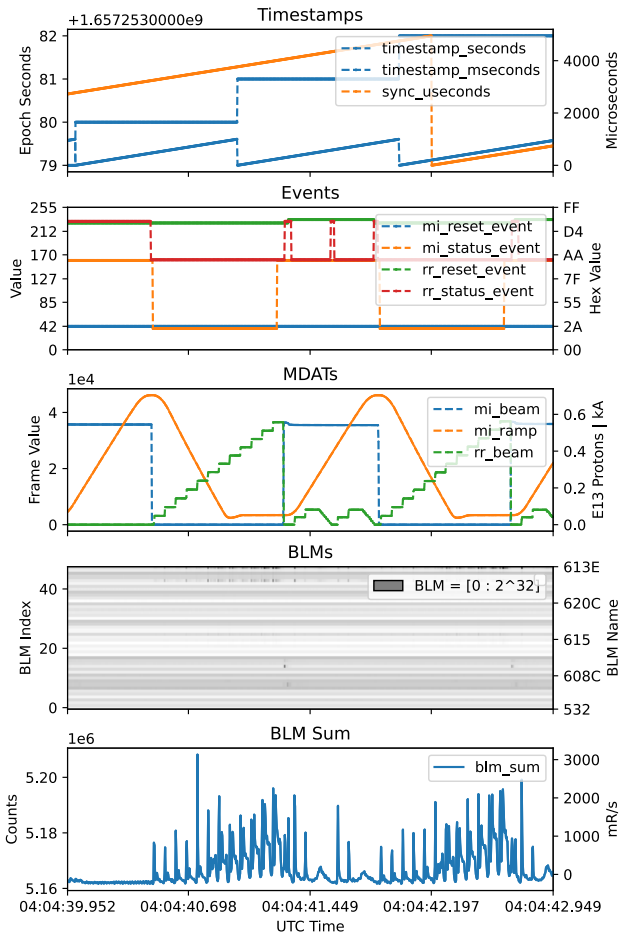 Timestamps
+1.6572530000e9
Epoch Seconds
82
81
80
79
timestamp_seconds
timestamp_mseconds
sync_useconds
4000
2000
0
Microseconds
Events
Value
255
212
170
127
85
42
0
mi_reset_event
mi_status_event
rr_reset_event
rr_status_event
FF
D4
AA
7F
55
2A
00
Hex Value
MDATs
1e4
Frame Value
4
2
0
mi_beam
mi_ramp
rr_beam
0.6
0.4
0.2
0.0
E13 Protons | kA
BLMs
BLM Index
40
20
0
BLM = [0 : 2^32]
613E
620C
615
608C
532
BLM Name
BLM Sum
1e6
Counts
5.20
5.18
5.16
blm_sum
3000
2000
1000
0
mR/s
04:04:39.952 04:04:40.698 04:04:41.449 04:04:42.197 04:04:42.949
UTC Time